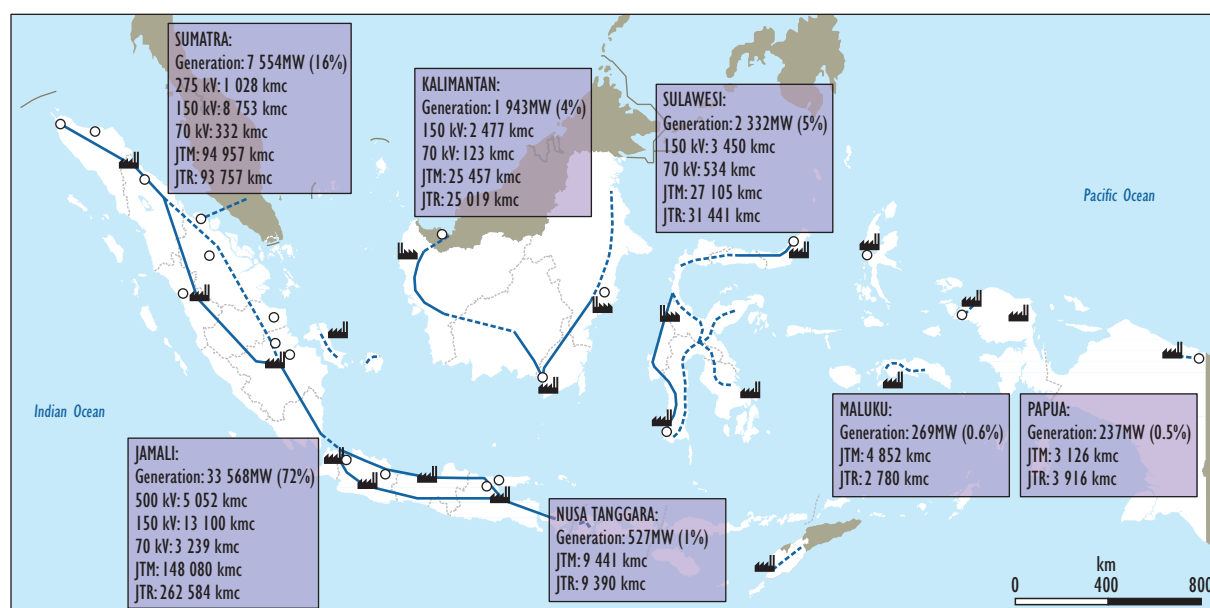 SUMATRA:
Generation: 7 554MW (16%)
275 kV: 1 028 kmc
150 kV: 8 753 kmc
70 kV: 332 kmc
JTM: 94 957 kmc
JTR: 93 757 kmc
KALIMANTAN:
Generation: 1 943MW (4%)
150 kV: 2 477 kmc
70 kV: 123 kmc
JTM: 25 457 kmc
JTR: 25 019 kmc
SULAWESI:
Generation: 2 332MW (5%)
150 kV: 3 450 kmc
70 kV: 534 kmc
JTM: 27 105 kmc
JTR: 31 441 kmc
Pacific Ocean
Indian Ocean
JAMALI:
Generation: 33 568MW (72%)
500 kV: 5 052 kmc
150 kV: 13 100 kmc
70 kV: 3 239 kmc
JTM: 148 080 kmc
JTR: 262 584 kmc
NUSA TANGGARA:
Generation: 527MW (1%)
JTM: 9 441 kmc
JTR: 9 390 kmc
MALUKU:
Generation: 269MW (0.6%)
JTM: 4 852 kmc
JTR: 2 780 kmc
PAPUA:
Generation: 237MW (0.5%)
JTM: 3 126 kmc
JTR: 3 916 kmc
km
0 400 800